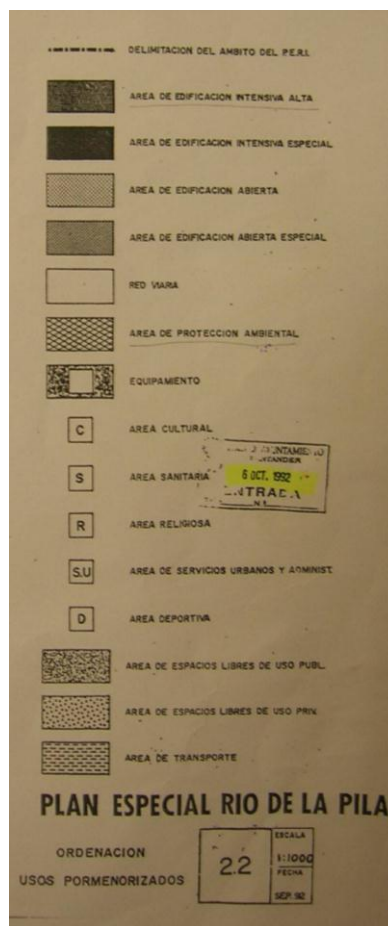 DELIMITACION DEL AMBITO DEL P.E.R.I.
AREA DE EDIFICACION INTENSIVA ALTA
AREA DE EDIFICACION INTENSIVA ESPECIAL
AREA DE EDIFICACION ABIERTA
AREA DE EDIFICACION ABIERTA ESPECIAL
RED VIARIA
AREA DE PROTECCION AMBIENTAL
EQUIPAMIENTO
C AREA CULTURAL
S AREA SANITARIA
6 OCT. 1992
ENTRADA
R AREA RELIGIOSA
S.U AREA DE SERVICIOS URBANOS Y ADMINIST.
D AREA DEPORTIVA
AREA DE ESPACIOS LIBRES DE USO PUBL.
AREA DE ESPACIOS LIBRES DE USO PRIV.
AREA DE TRANSPORTE
PLAN ESPECIAL RIO DE LA PILA
ORDENACION
USOS PORMENORIZADOS
2.2
ESCALA
1:1000
FECHA
SEP. 92